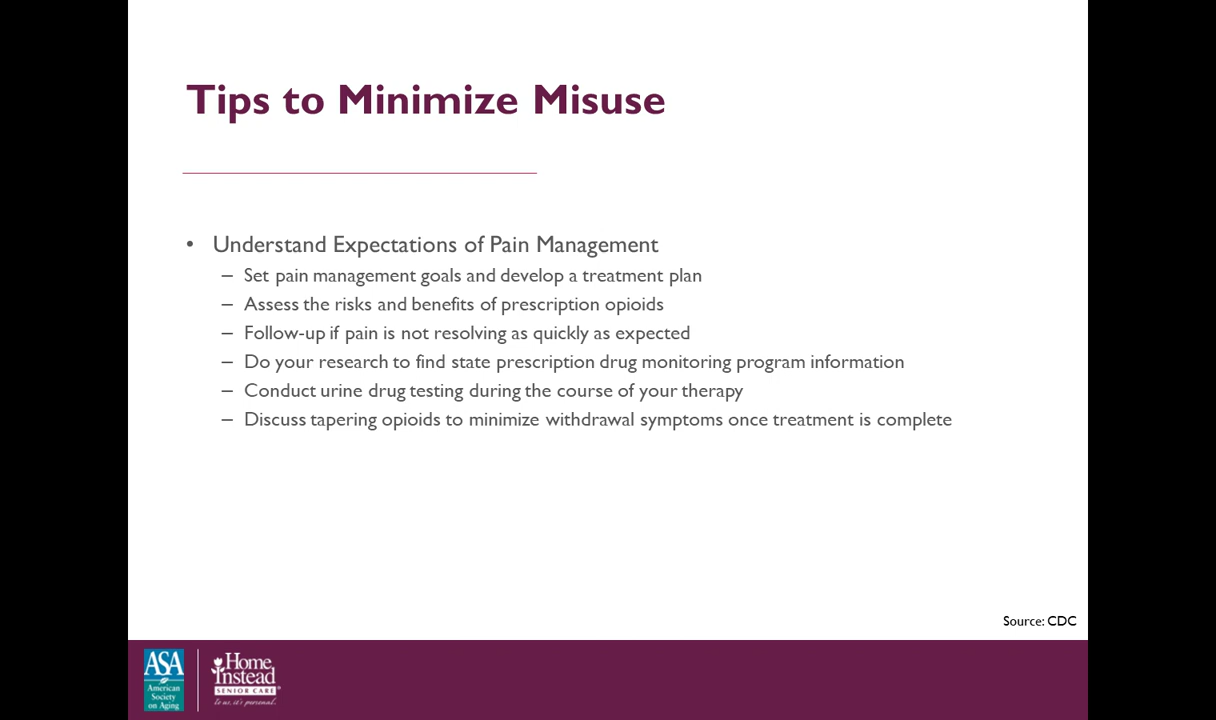 Tips to Minimize Misuse
• Understand Expectations of Pain Management
– Set pain management goals and develop a treatment plan
– Assess the risks and benefits of prescription opioids
– Follow-up if pain is not resolving as quickly as expected
– Do your research to find state prescription drug monitoring program information
– Conduct urine drug testing during the course of your therapy
– Discuss tapering opioids to minimize withdrawal symptoms once treatment is complete
Source: CDC
ASA
American
Society
on Aging
Home
Instead
SENIOR CARE
to us, it's personal.